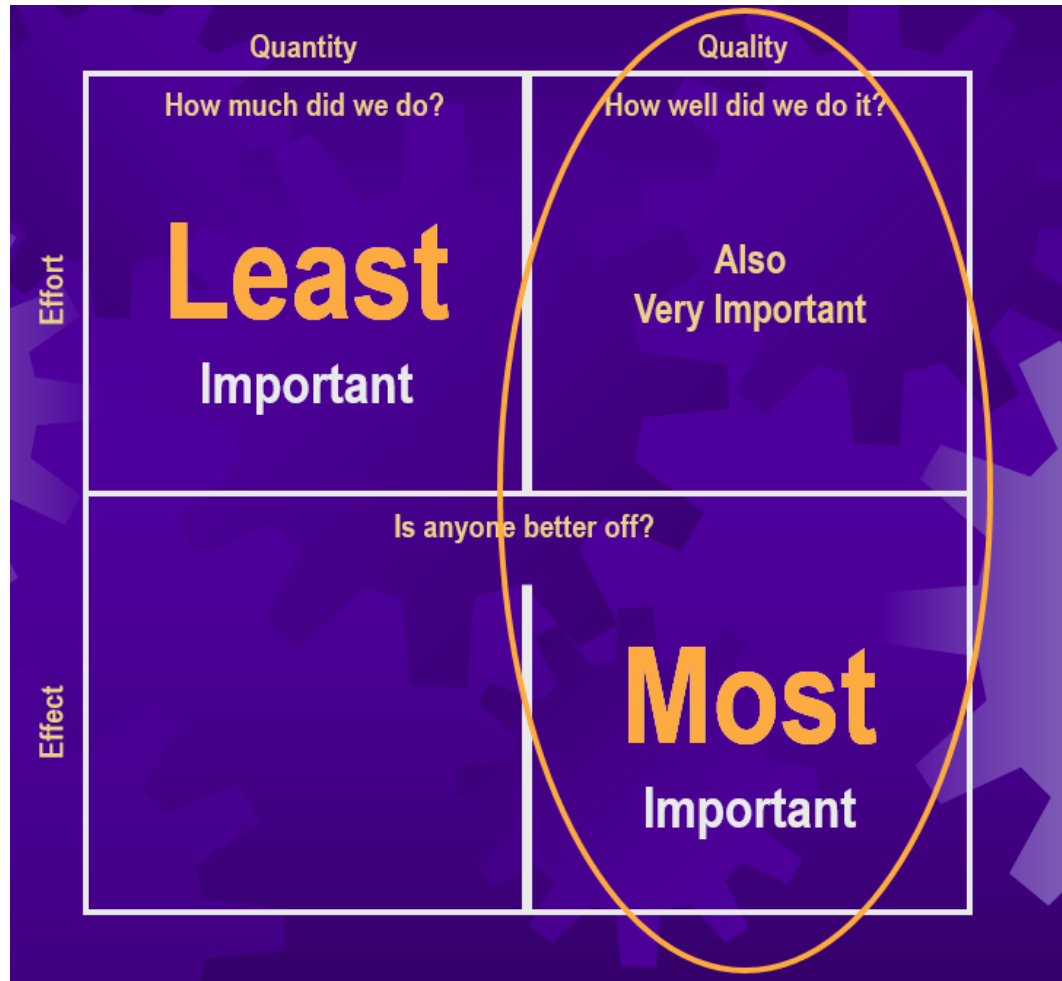 Quantity
Quality
How much did we do?
How well did we do it?
Effort
Least
Important
Also
Very Important
Is anyone better off?
Effect
Most
Important